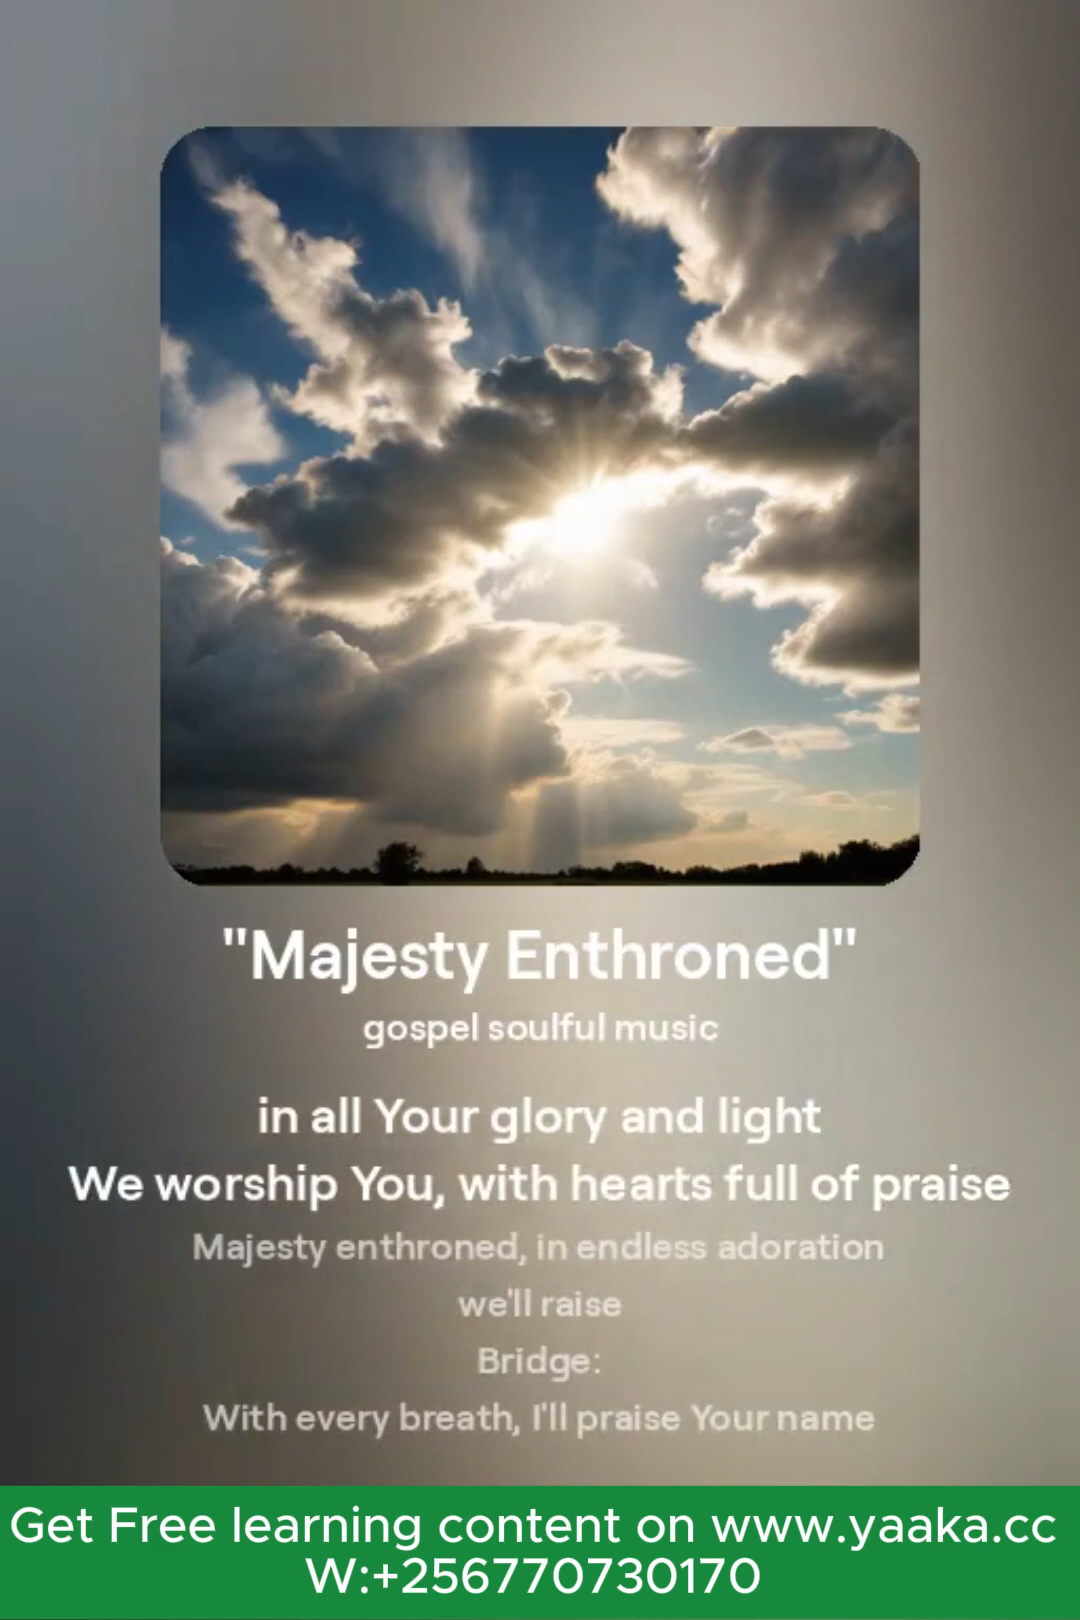 "Majesty Enthroned"
gospel soulful music
in all Your glory and light
We worship You, with hearts full of praise
Majesty enthroned, in endless adoration
we'll raise
Bridge:
With every breath, I'll praise Your name
Get Free learning content on www.yaaka.cc
W:+256770730170